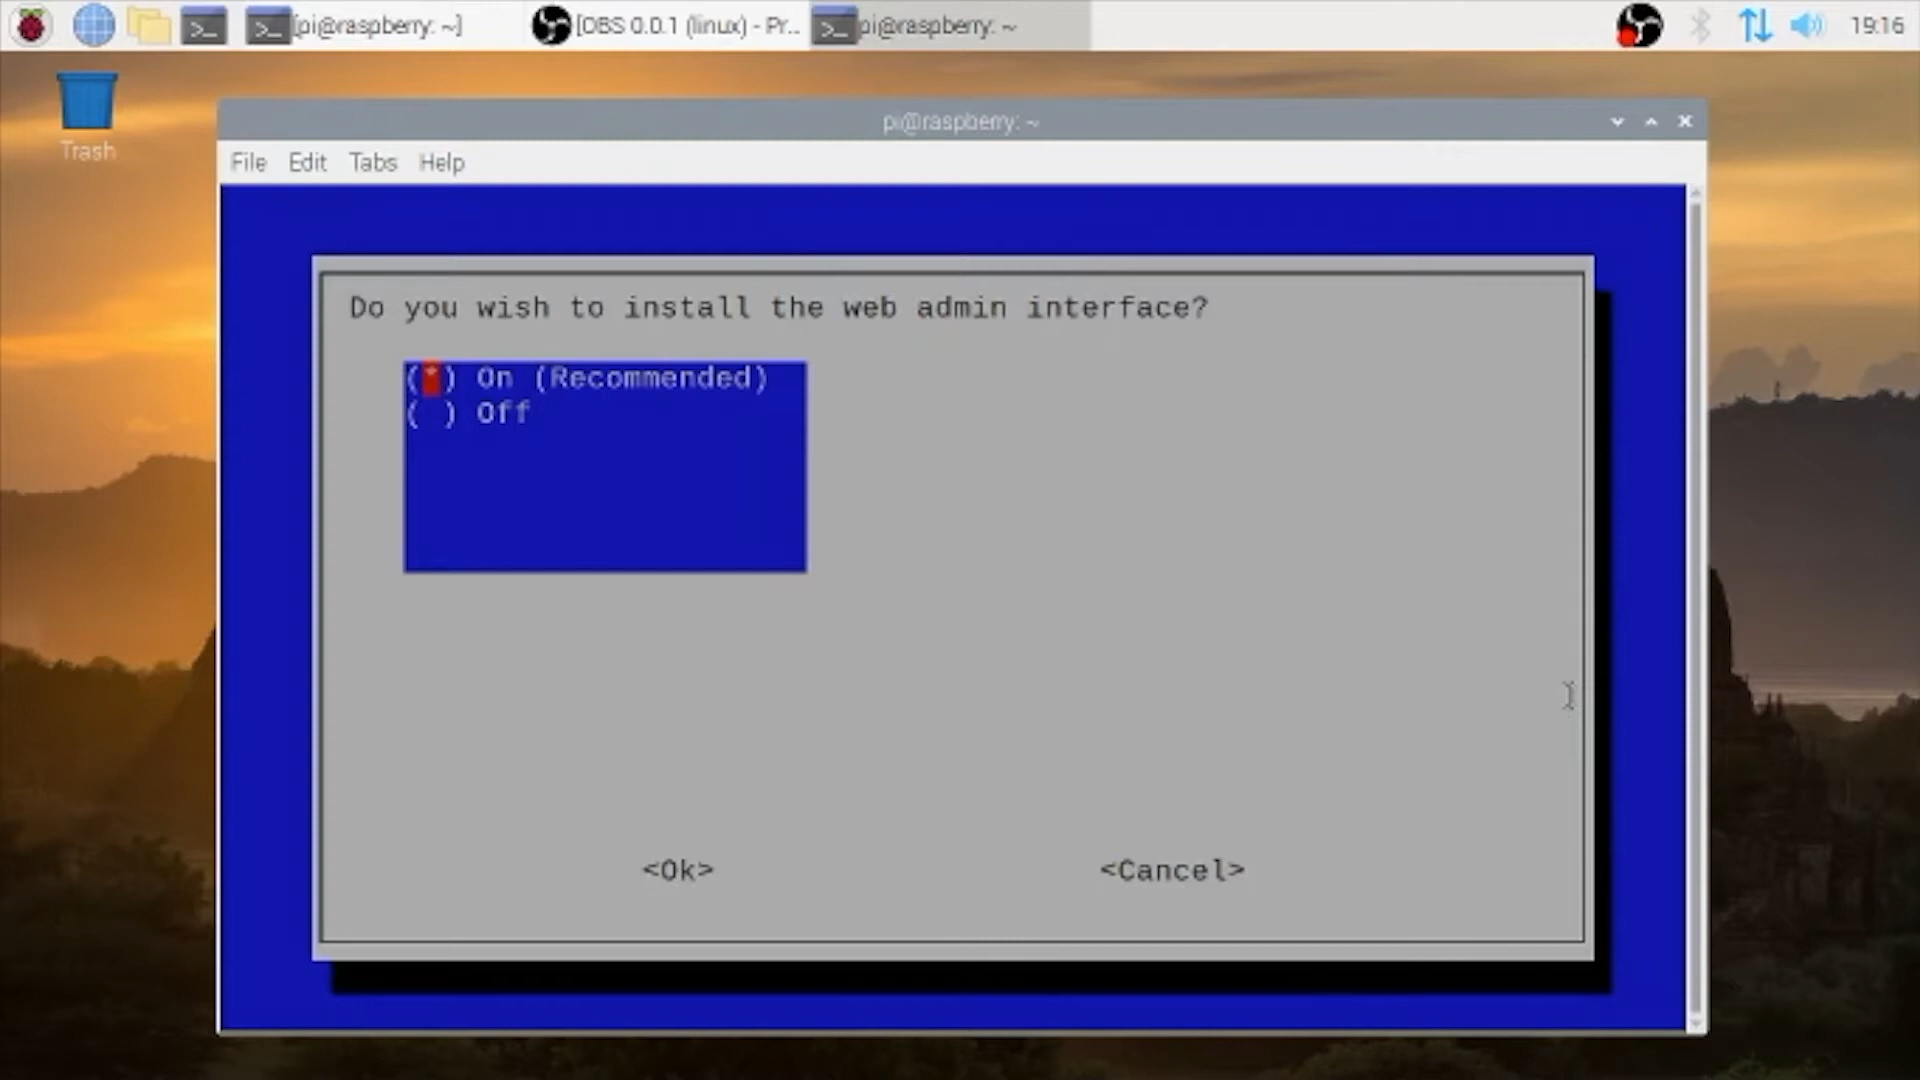 [pi@raspberry: ~]
[OBS 0.0.1 (linux) - Pr...
pi@raspberry: ~
19:16
Trash
pi@raspberry: ~
File Edit Tabs Help
Do you wish to install the web admin interface?
(*) On (Recommended)
( ) Off
<Ok> <Cancel>